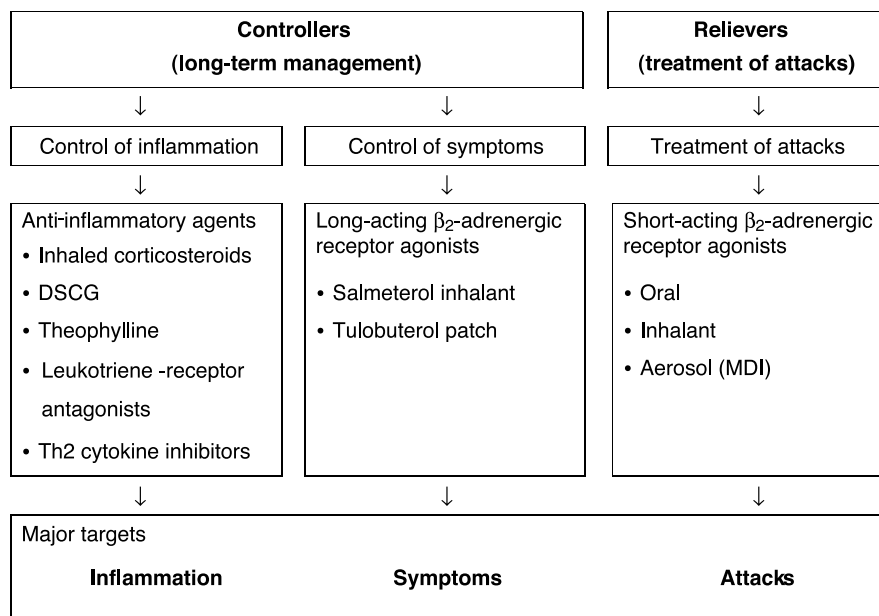 Controllers
(long-term management)
Relievers
(treatment of attacks)
↓
↓
↓
Control of inflammation
Control of symptoms
Treatment of attacks
↓
↓
↓
Anti-inflammatory agents
• Inhaled corticosteroids
• DSCG
• Theophylline
• Leukotriene -receptor
antagonists
• Th2 cytokine inhibitors
Long-acting β₂-adrenergic
receptor agonists
• Salmeterol inhalant
• Tulobuterol patch
Short-acting β₂-adrenergic
receptor agonists
• Oral
• Inhalant
• Aerosol (MDI)
↓
↓
↓
Major targets
Inflammation
Symptoms
Attacks